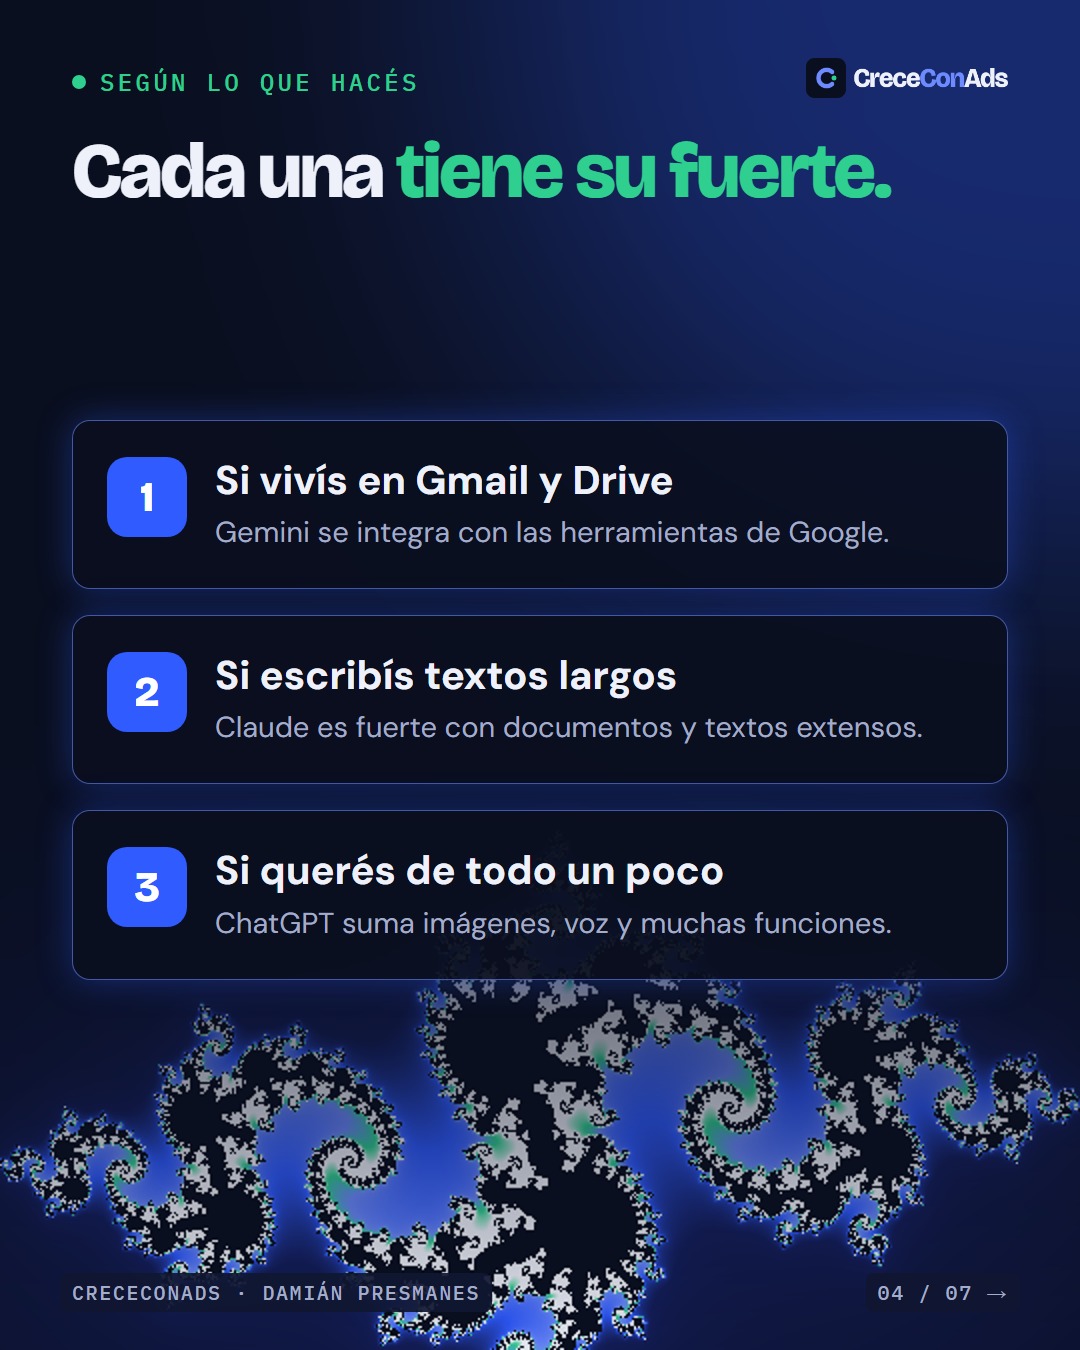 SEGÚN LO QUE HACÉS
CreceConAds
Cada una tiene su fuerte.
1
Si vivís en Gmail y Drive
Gemini se integra con las herramientas de Google.
2
Si escribís textos largos
Claude es fuerte con documentos y textos extensos.
3
Si querés de todo un poco
ChatGPT suma imágenes, voz y muchas funciones.
CRECECONADS · DAMIÁN PRESMANES
04 / 07 →